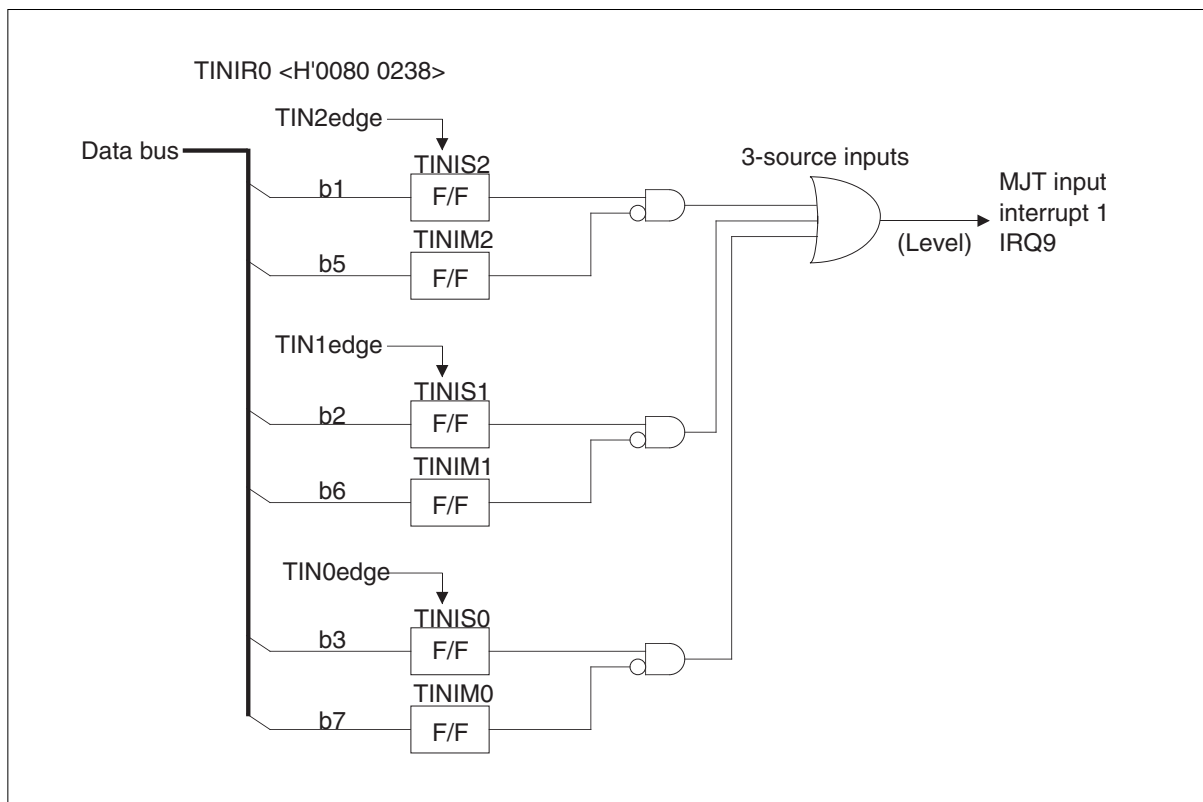 TINIR0 <H'0080 0238>
TIN2edge
Data bus
TINIS2
b1
F/F
TINIM2
b5
F/F
3-source inputs
(Level)
MJT input
interrupt 1
IRQ9
TIN1edge
TINIS1
b2
F/F
TINIM1
b6
F/F
TIN0edge
TINIS0
b3
F/F
TINIM0
b7
F/F